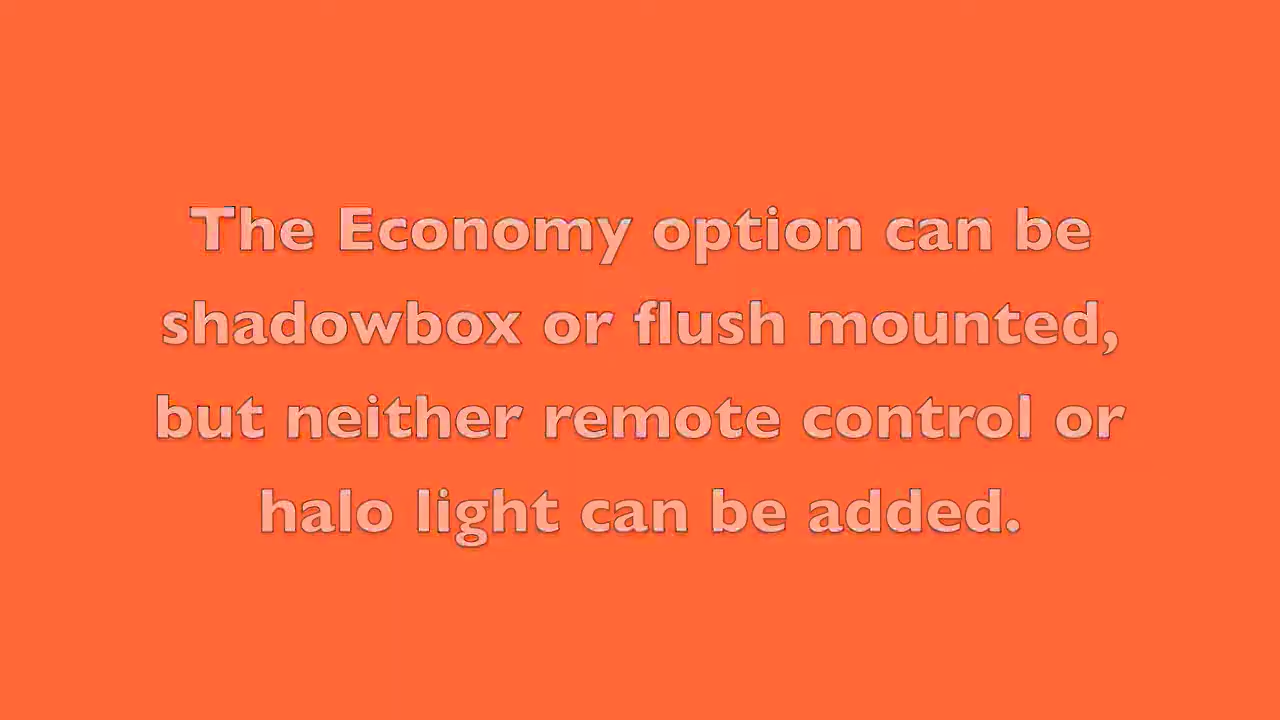 The Economy option can be
shadowbox or flush mounted,
but neither remote control or
halo light can be added.